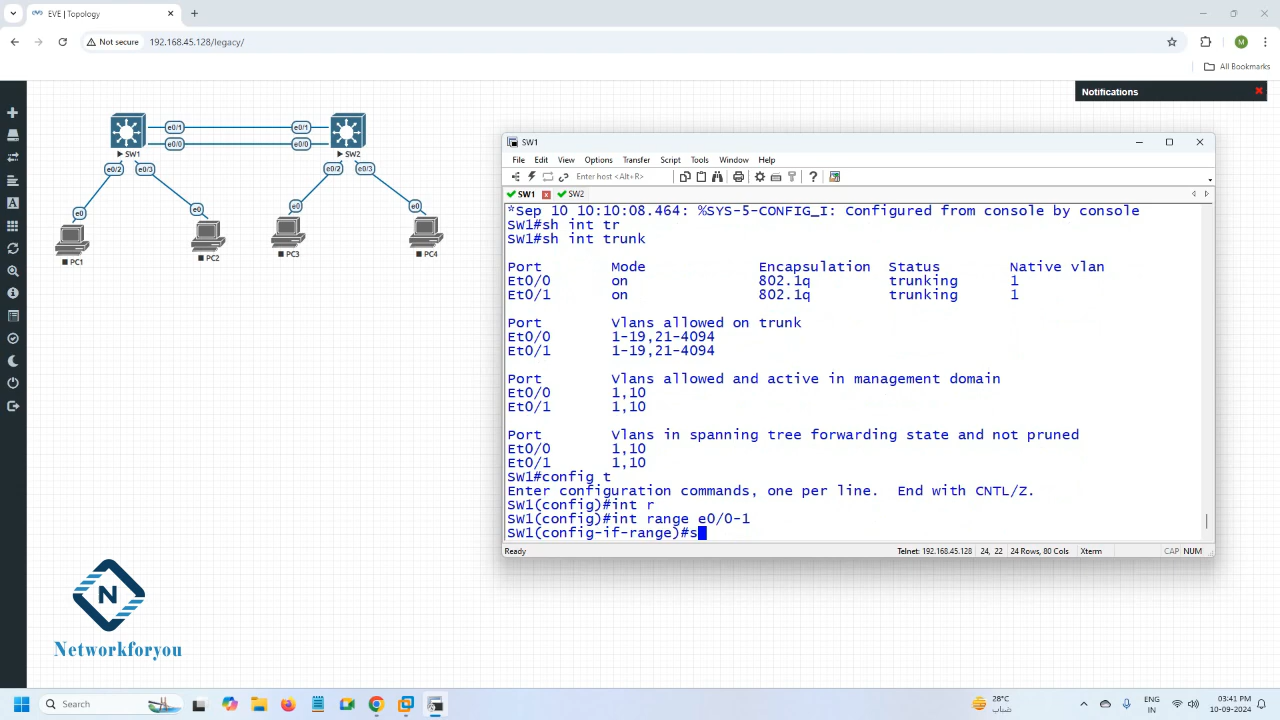 EVE | Topology
Not secure 192.168.45.128/legacy/
M
All Bookmarks
Notifications
e0/1 e0/1
e0/0 e0/0
SW1 SW2
e0/2 e0/3 e0/2 e0/3
e0 e0 e0 e0
PC1 PC2 PC3 PC4
SW1
File Edit View Options Transfer Script Tools Window Help
Enter host <Alt+R>
SW1 SW2
*Sep 10 10:10:08.464: %SYS-5-CONFIG_I: Configured from console by console
SW1#sh int tr
SW1#sh int trunk
Port Mode Encapsulation Status Native vlan
Et0/0 on 802.1q trunking 1
Et0/1 on 802.1q trunking 1
Port Vlans allowed on trunk
Et0/0 1-19,21-4094
Et0/1 1-19,21-4094
Port Vlans allowed and active in management domain
Et0/0 1,10
Et0/1 1,10
Port Vlans in spanning tree forwarding state and not pruned
Et0/0 1,10
Et0/1 1,10
SW1#config t
Enter configuration commands, one per line. End with CNTL/Z.
SW1(config)#int r
SW1(config)#int range e0/0-1
SW1(config-if-range)#s
Ready Telnet: 192.168.45.128 24, 22 24 Rows, 80 Cols Xterm CAP NUM
N
Networkforyou
Search
28°C
ضباب
ENG
IN
03:41 PM
10-09-2024